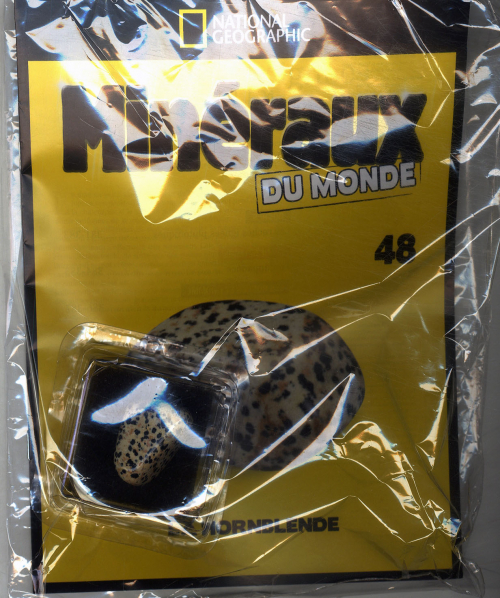 NATIONAL
GEOGRAPHIC
Minéraux
DU MONDE
48
HORNBLENDE